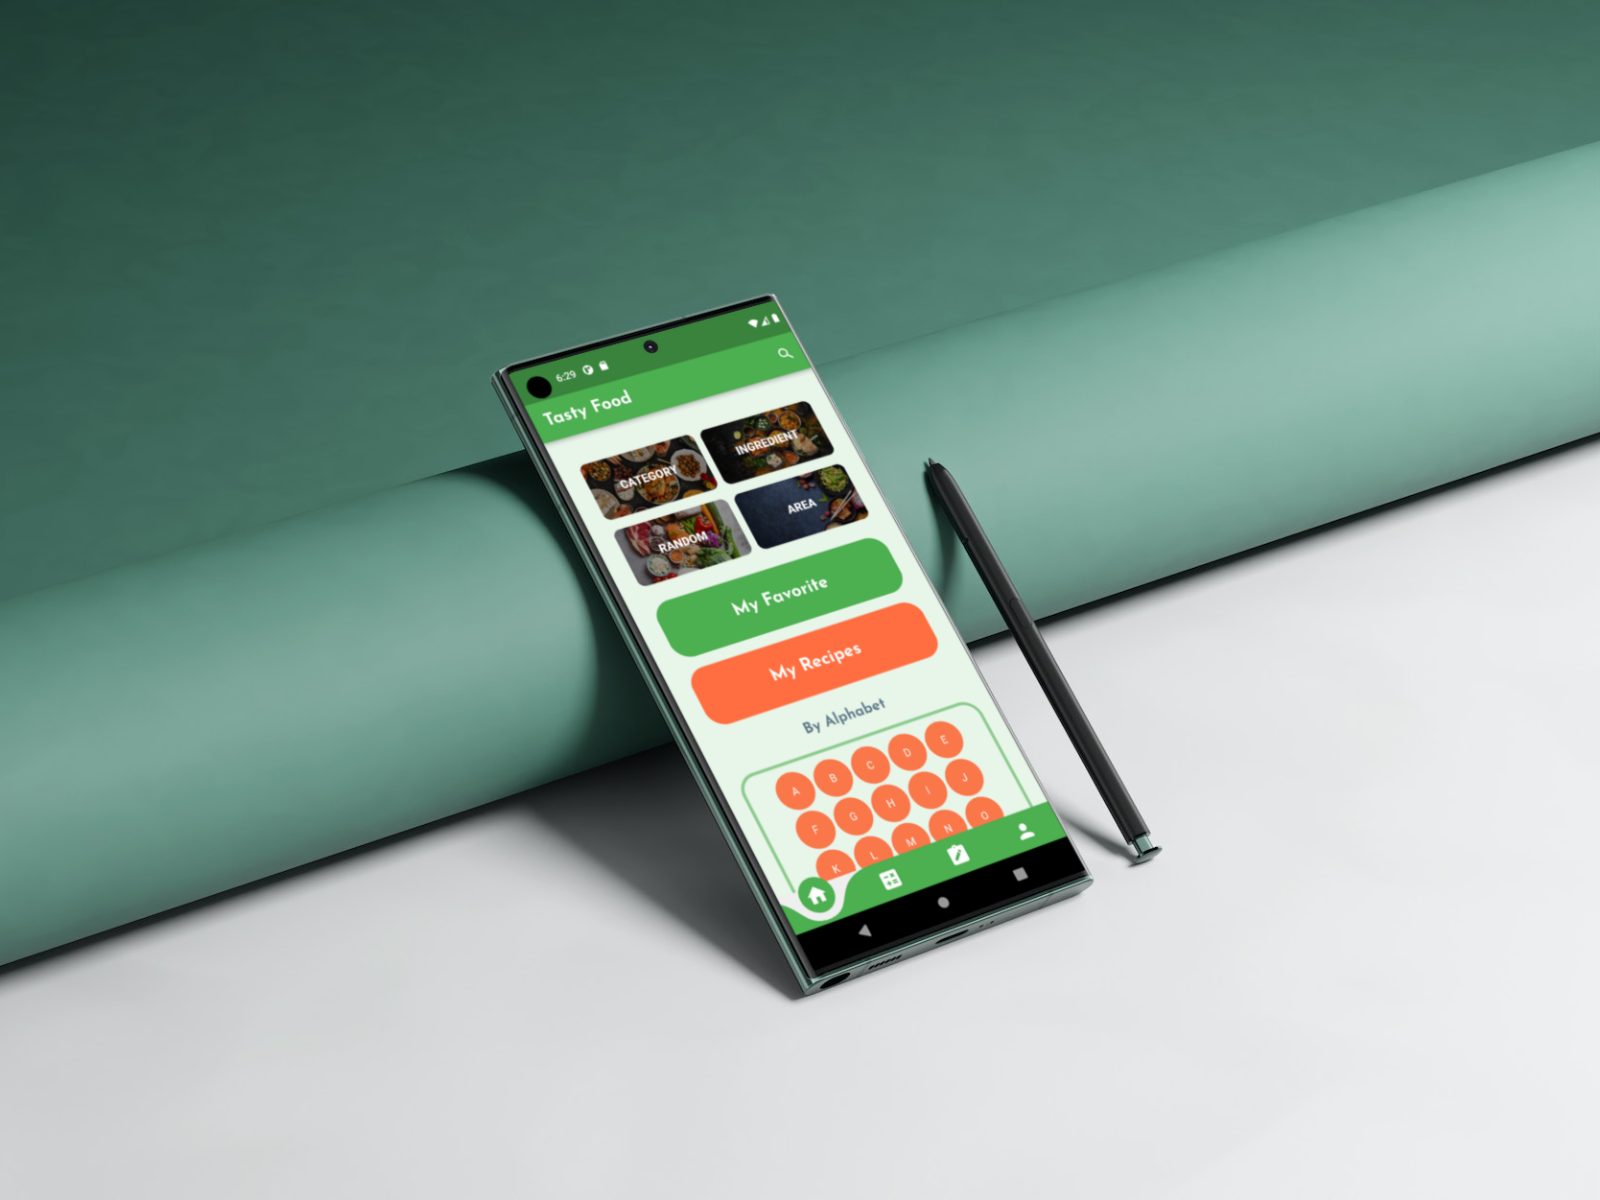 6:29
Tasty Food
CATEGORY
INGREDIENT
RANDOM
AREA
My Favorite
My Recipes
By Alphabet
A B C D E
F G H I J
K L M N O